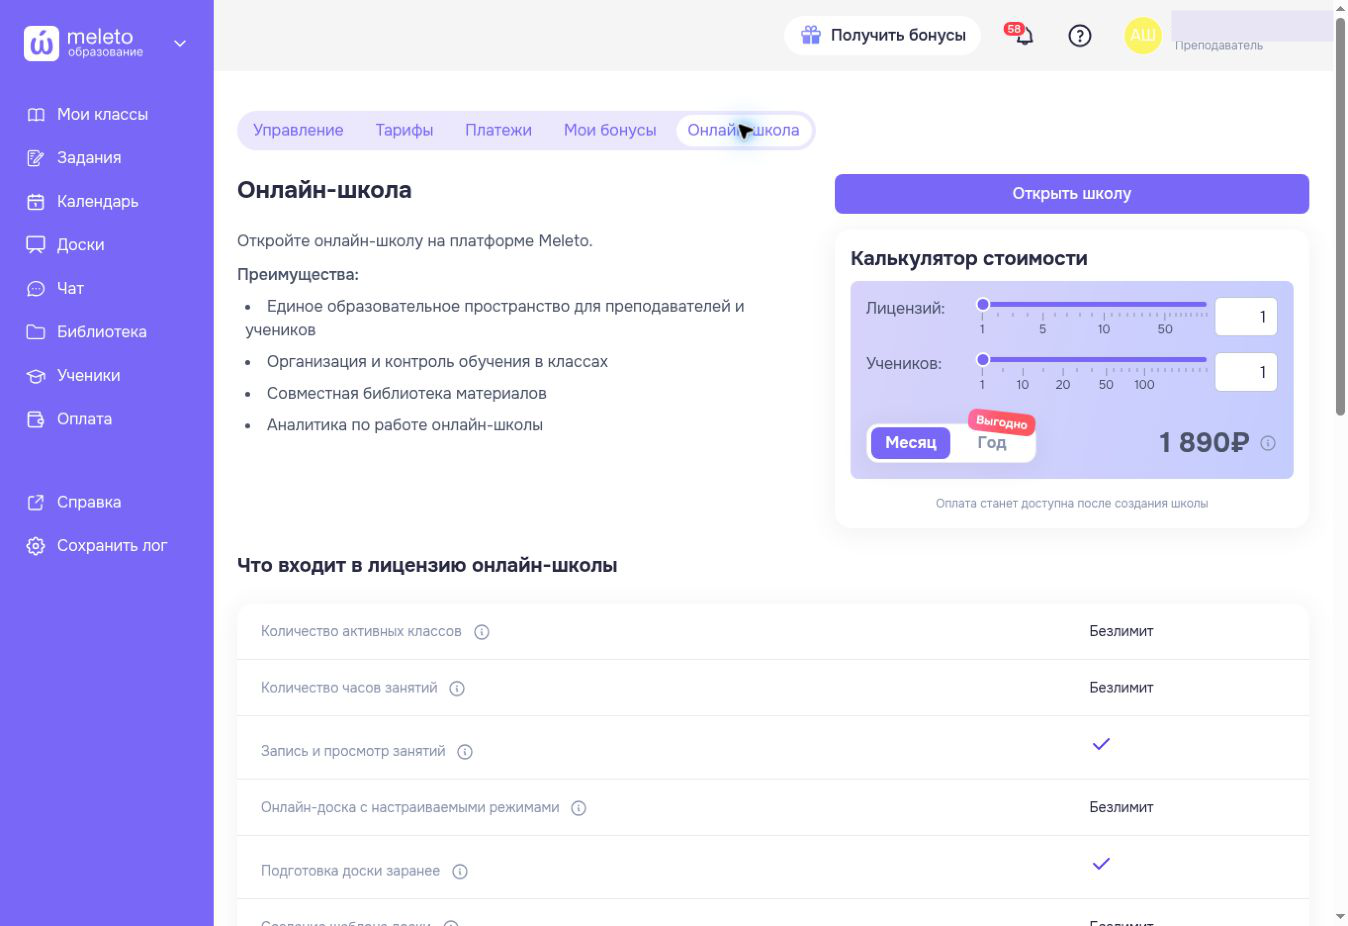 meleto
образование
Мои классы
Задания
Календарь
Доски
Чат
Библиотека
Ученики
Оплата
Справка
Сохранить лог
Получить бонусы
58
АШ
Преподаватель
Управление
Тарифы
Платежи
Мои бонусы
Онлайн-школа
Онлайн-школа
Откройте онлайн-школу на платформе Meleto.
Преимущества:
• Единое образовательное пространство для преподавателей и
учеников
• Организация и контроль обучения в классах
• Совместная библиотека материалов
• Аналитика по работе онлайн-школы
Открыть школу
Калькулятор стоимости
Лицензий:
1 5 10 50
1
Учеников:
1 10 20 50 100
1
Выгодно
Месяц Год
1 890₽
Оплата станет доступна после создания школы
Что входит в лицензию онлайн-школы
Количество активных классов Безлимит
Количество часов занятий Безлимит
Запись и просмотр занятий
Онлайн-доска с настраиваемыми режимами Безлимит
Подготовка доски заранее